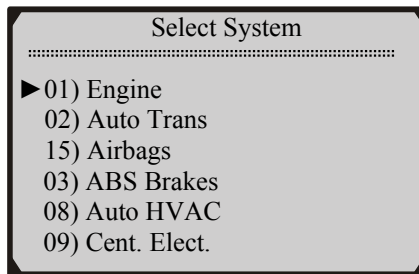 Select System
►01) Engine
02) Auto Trans
15) Airbags
03) ABS Brakes
08) Auto HVAC
09) Cent. Elect.